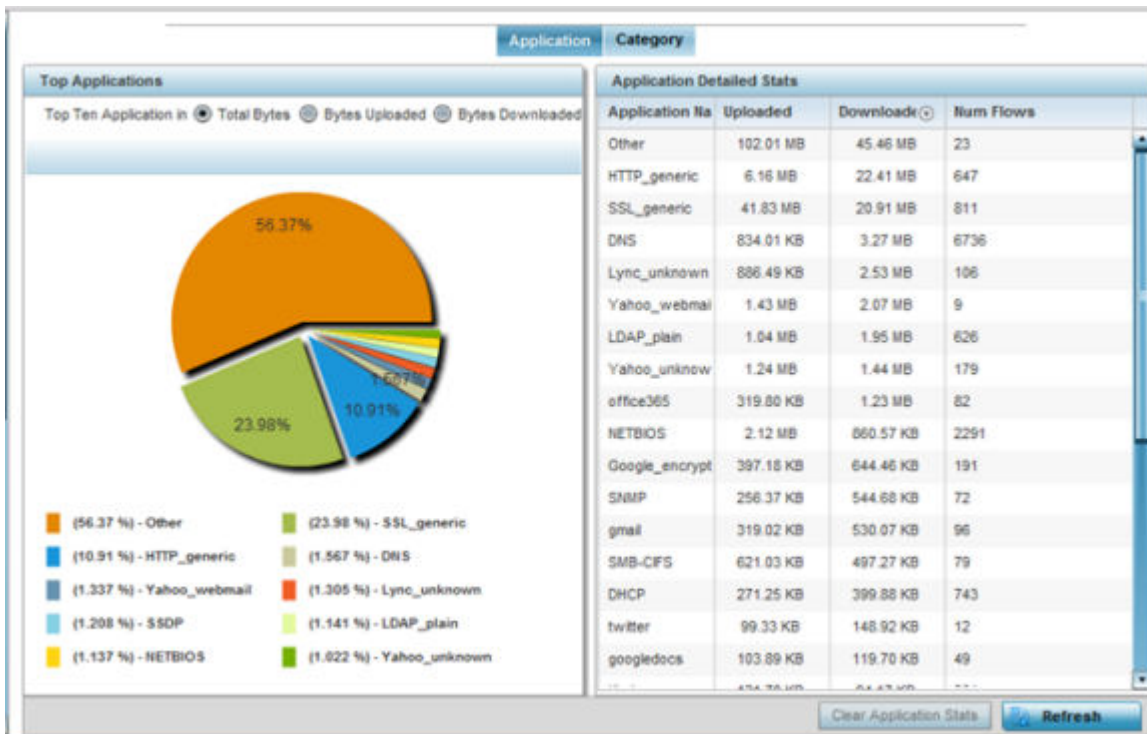 Application Category
Top Applications
Top Ten Application in Total Bytes Bytes Uploaded Bytes Downloaded
56.37%
1.567%
10.91%
23.98%
(56.37 %) - Other (23.98 %) - SSL_generic
(10.91 %) - HTTP_generic (1.567 %) - DNS
(1.337 %) - Yahoo_webmail (1.305 %) - Lync_unknown
(1.208 %) - SSDP (1.141 %) - LDAP_plain
(1.137 %) - NETBIOS (1.022 %) - Yahoo_unknown
Application Detailed Stats
Application Na Uploaded Downloade Num Flows
Other 102.01 MB 45.46 MB 23
HTTP_generic 6.16 MB 22.41 MB 647
SSL_generic 41.83 MB 20.91 MB 811
DNS 834.01 KB 3.27 MB 6736
Lync_unknown 886.49 KB 2.53 MB 106
Yahoo_webmai 1.43 MB 2.07 MB 9
LDAP_plain 1.04 MB 1.95 MB 626
Yahoo_unknow 1.24 MB 1.44 MB 179
office365 319.80 KB 1.23 MB 82
NETBIOS 2.12 MB 860.57 KB 2291
Google_encrypt 397.18 KB 644.46 KB 191
SNMP 256.37 KB 544.68 KB 72
gmail 319.02 KB 530.07 KB 96
SMB-CIFS 621.03 KB 497.27 KB 79
DHCP 271.25 KB 399.88 KB 743
twitter 99.33 KB 148.92 KB 12
googledocs 103.89 KB 119.70 KB 49
Clear Application Stats Refresh